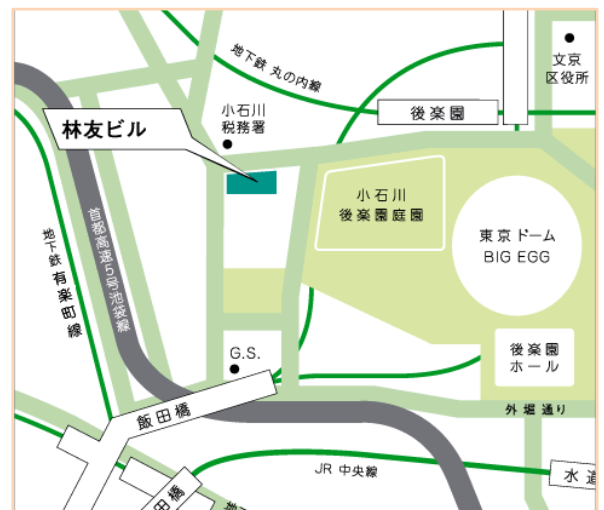 地下鉄 丸の内線
文京
区役所
後楽園
小石川
税務署
林友ビル
小石川
後楽園庭園
東京ドーム
BIG EGG
首都高速5号池袋線
地下鉄 有楽町線
後楽園
ホール
G.S.
飯田橋
外堀通り
JR 中央線
水道
田橋